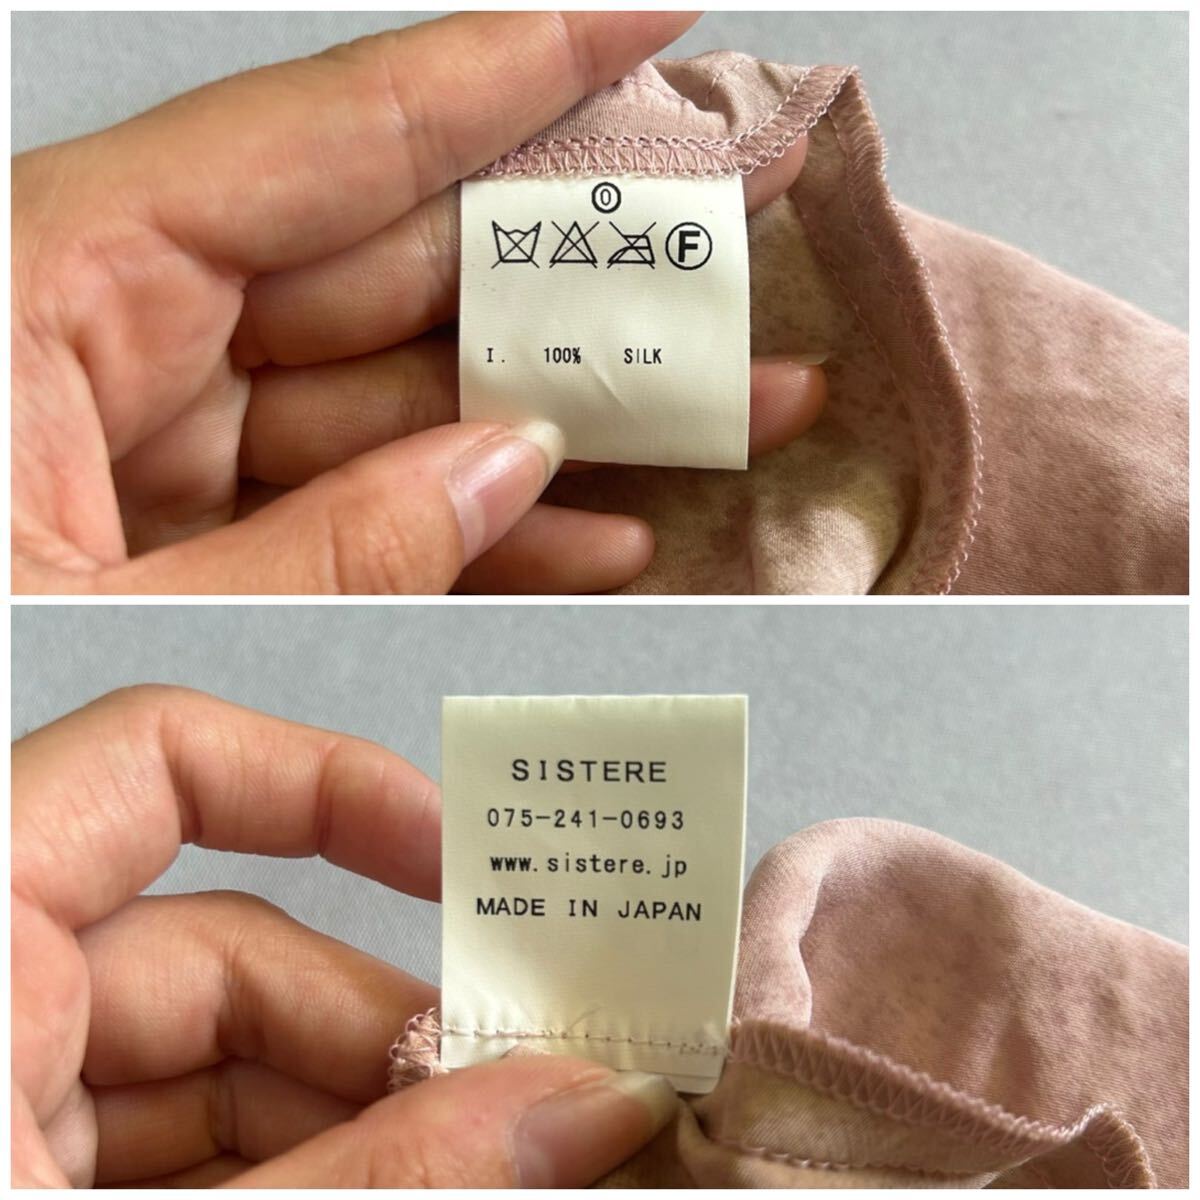 0
F
I. 100% SILK
SISTERE
075-241-0693
www.sistere.jp
MADE IN JAPAN